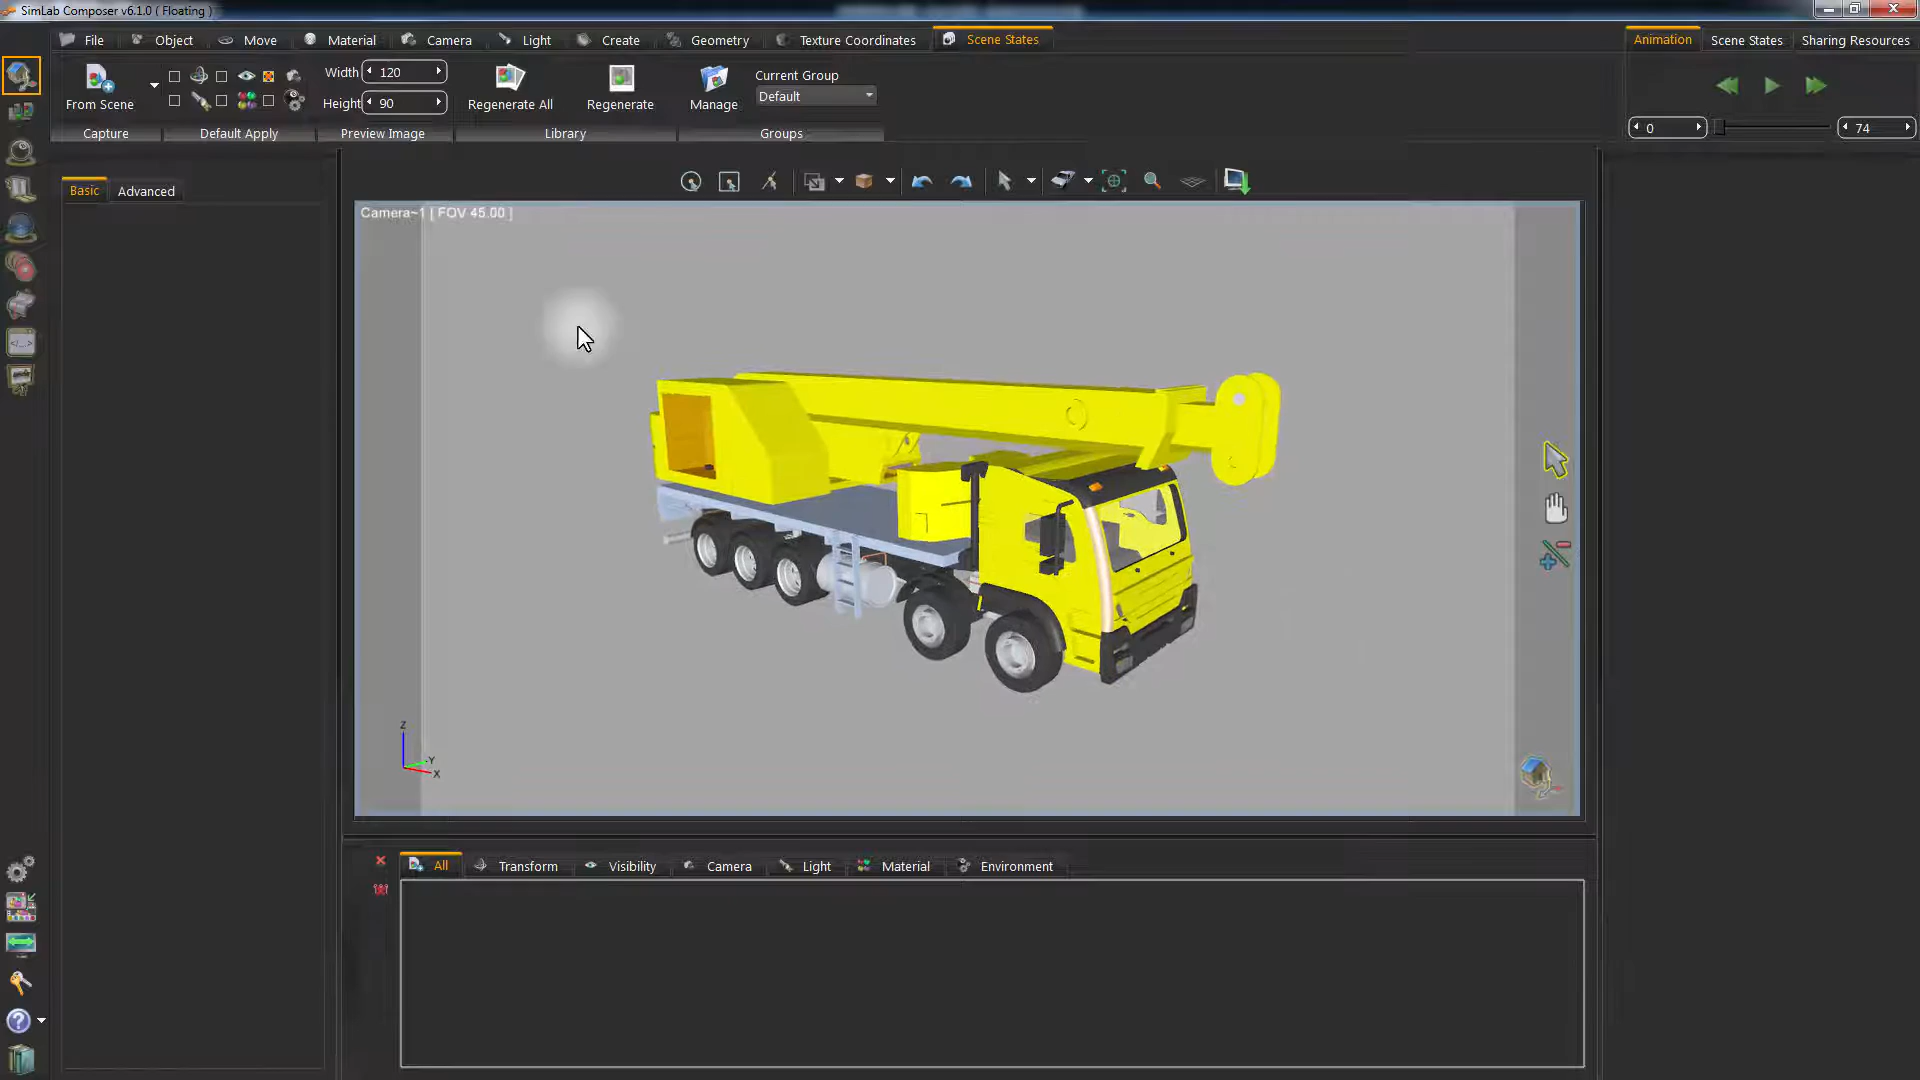 SimLab Composer v6.1.0 ( Floating )
File Object Move Material Camera Light Create Geometry Texture Coordinates Scene States
Animation Scene States Sharing Resources
From Scene
Width 120
Height 90
Regenerate All Regenerate Manage
Current Group
Default
Capture Default Apply Preview Image Library Groups
0 74
Basic Advanced
Camera~1 [ FOV 45.00 ]
Z
Y
X
All Transform Visibility Camera Light Material Environment